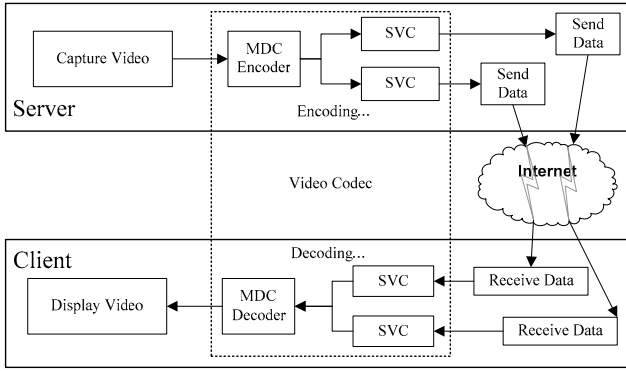 Capture Video
MDC
Encoder
SVC
SVC
Send
Data
Send
Data
Server
Encoding...
Internet
Video Codec
Client
Decoding...
Display Video
MDC
Decoder
SVC
SVC
Receive Data
Receive Data